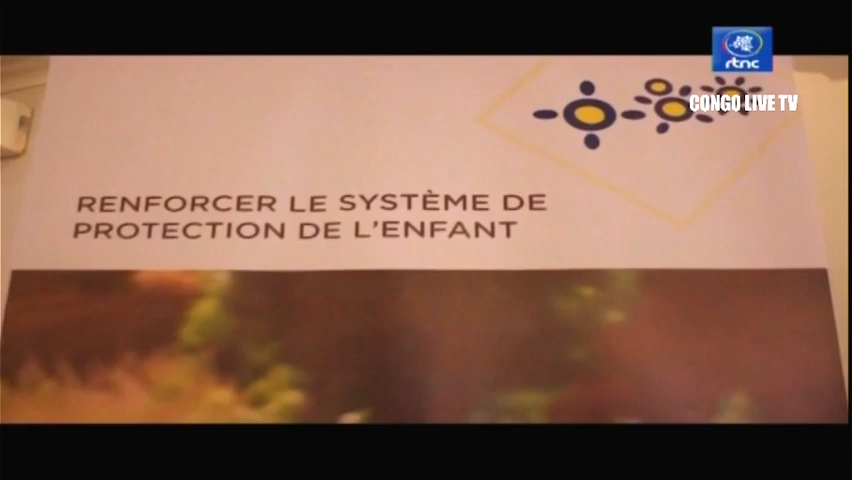 rtnc
CONGO LIVE TV
RENFORCER LE SYSTÈME DE
PROTECTION DE L'ENFANT